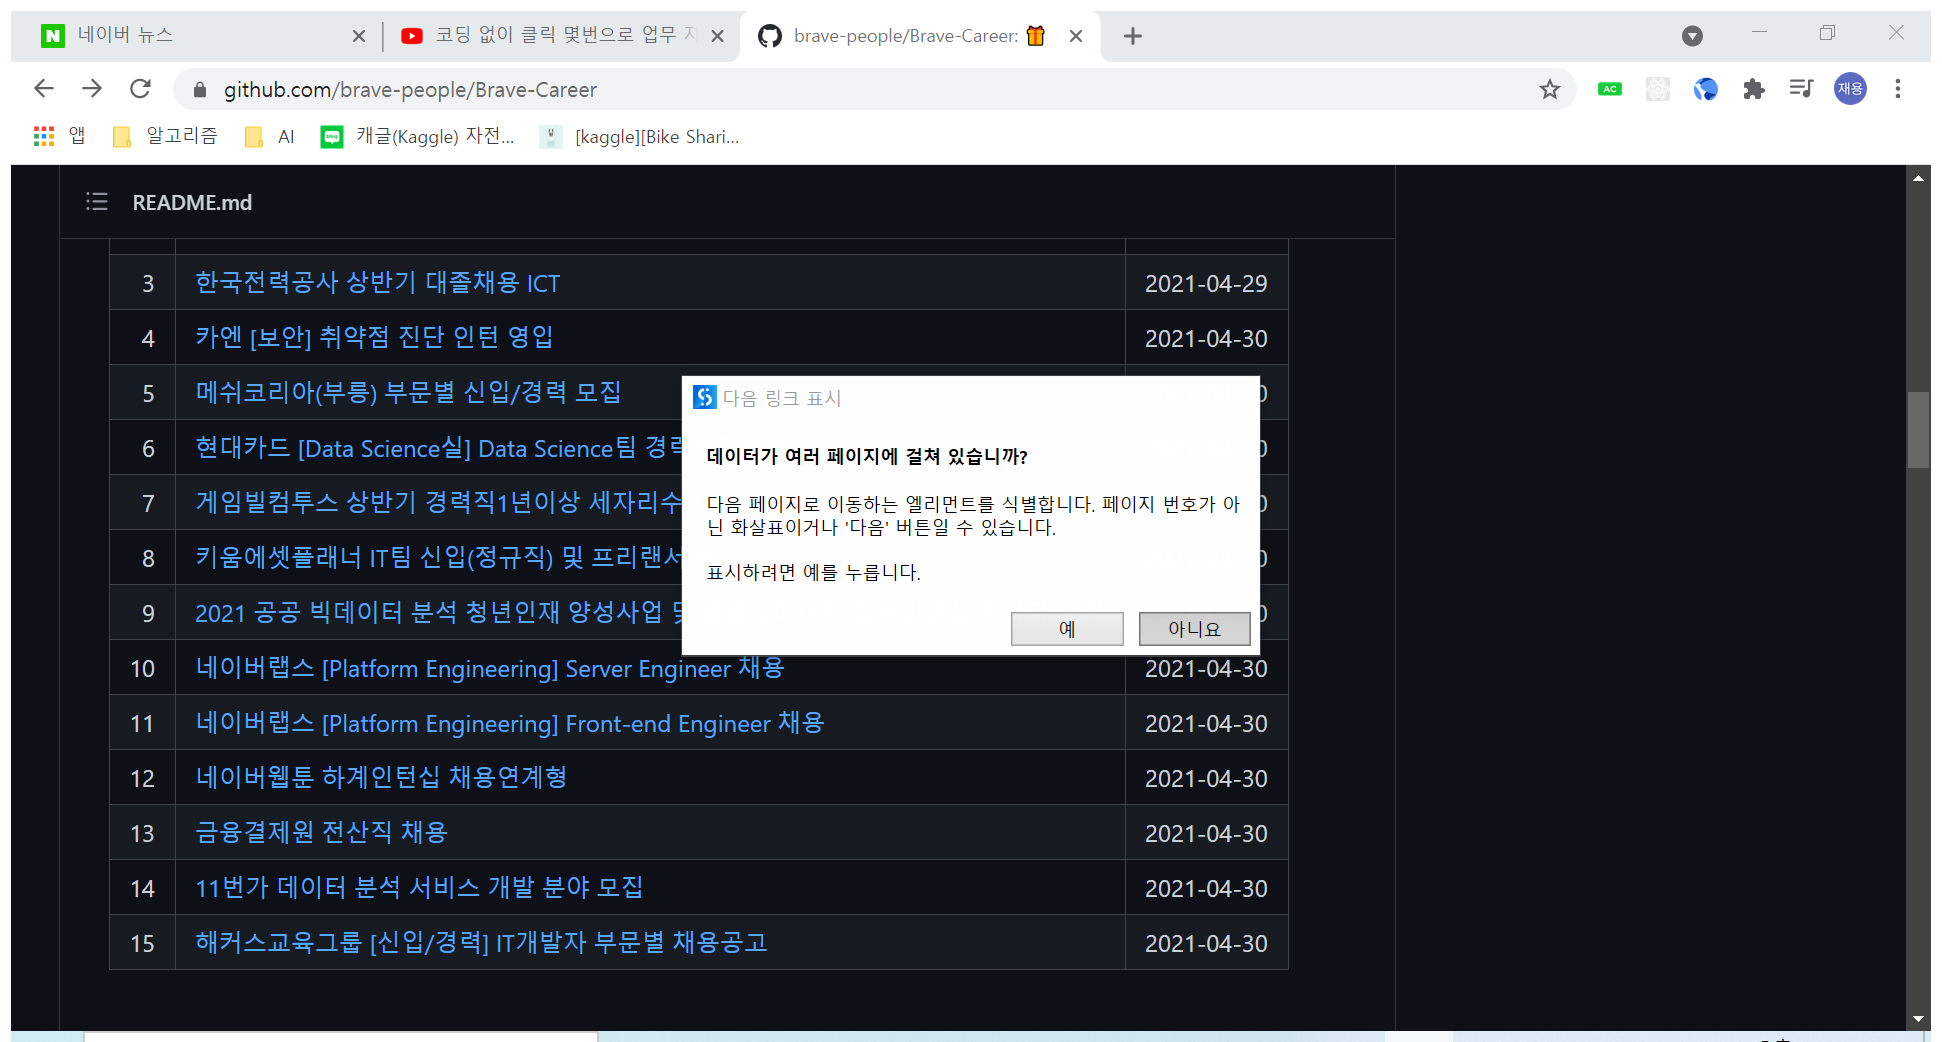 네이버 뉴스
코딩 없이 클릭 몇번으로 업무
brave-people/Brave-Career:
github.com/brave-people/Brave-Career
AC
재용
앱
알고리즘
AI
캐글(Kaggle) 자전...
[kaggle][Bike Shari...
README.md
3 한국전력공사 상반기 대졸채용 ICT 2021-04-29
4 카엔 [보안] 취약점 진단 인턴 영입 2021-04-30
5 메쉬코리아(부릉) 부문별 신입/경력 모집 0
6 현대카드 [Data Science실] Data Science팀 0
7 게임빌컴투스 상반기 경력직1년이상 세자리수 0
8 키움에셋플래너 IT팀 신입(정규직) 및 프리랜서 0
9 2021 공공 빅데이터 분석 청년인재 양성사업 및 0
다음 링크 표시
데이터가 여러 페이지에 걸쳐 있습니까?
다음 페이지로 이동하는 엘리먼트를 식별합니다. 페이지 번호가 아
닌 화살표이거나 '다음' 버튼일 수 있습니다.
표시하려면 예를 누릅니다.
예
아니요
10 네이버랩스 [Platform Engineering] Server Engineer 채용 2021-04-30
11 네이버랩스 [Platform Engineering] Front-end Engineer 채용 2021-04-30
12 네이버웹툰 하계인턴십 채용연계형 2021-04-30
13 금융결제원 전산직 채용 2021-04-30
14 11번가 데이터 분석 서비스 개발 분야 모집 2021-04-30
15 해커스교육그룹 [신입/경력] IT개발자 부문별 채용공고 2021-04-30